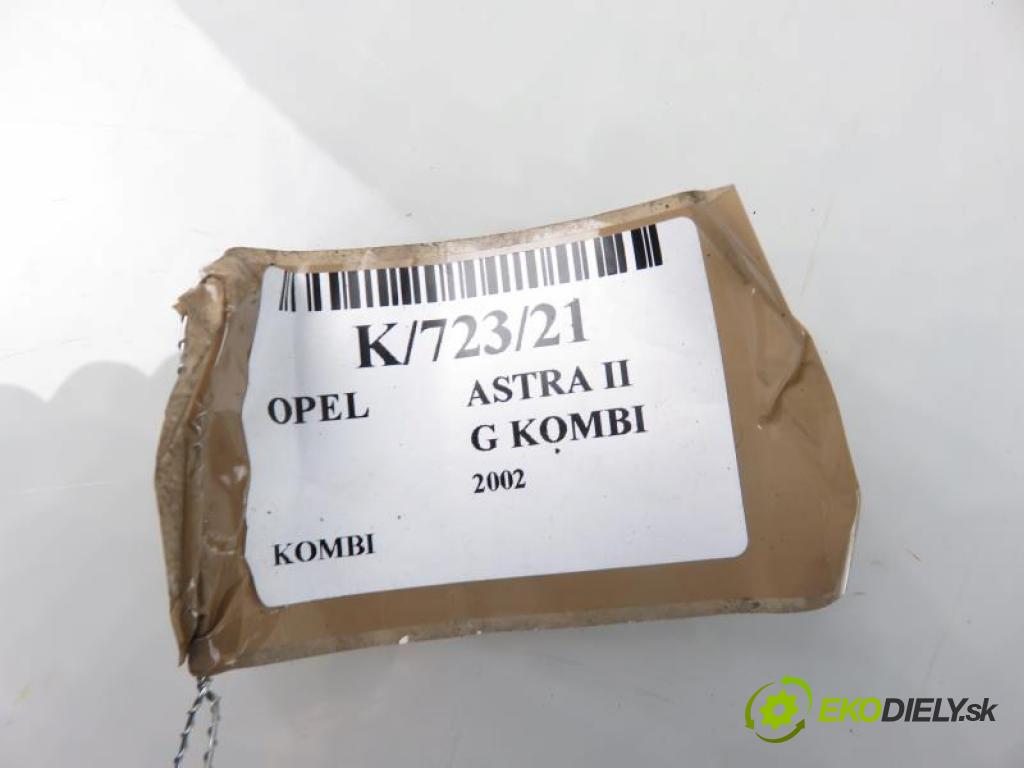 K/723/21
OPEL ASTRA II
G KOMBI
2002
KOMBI
EKODIELY.sk